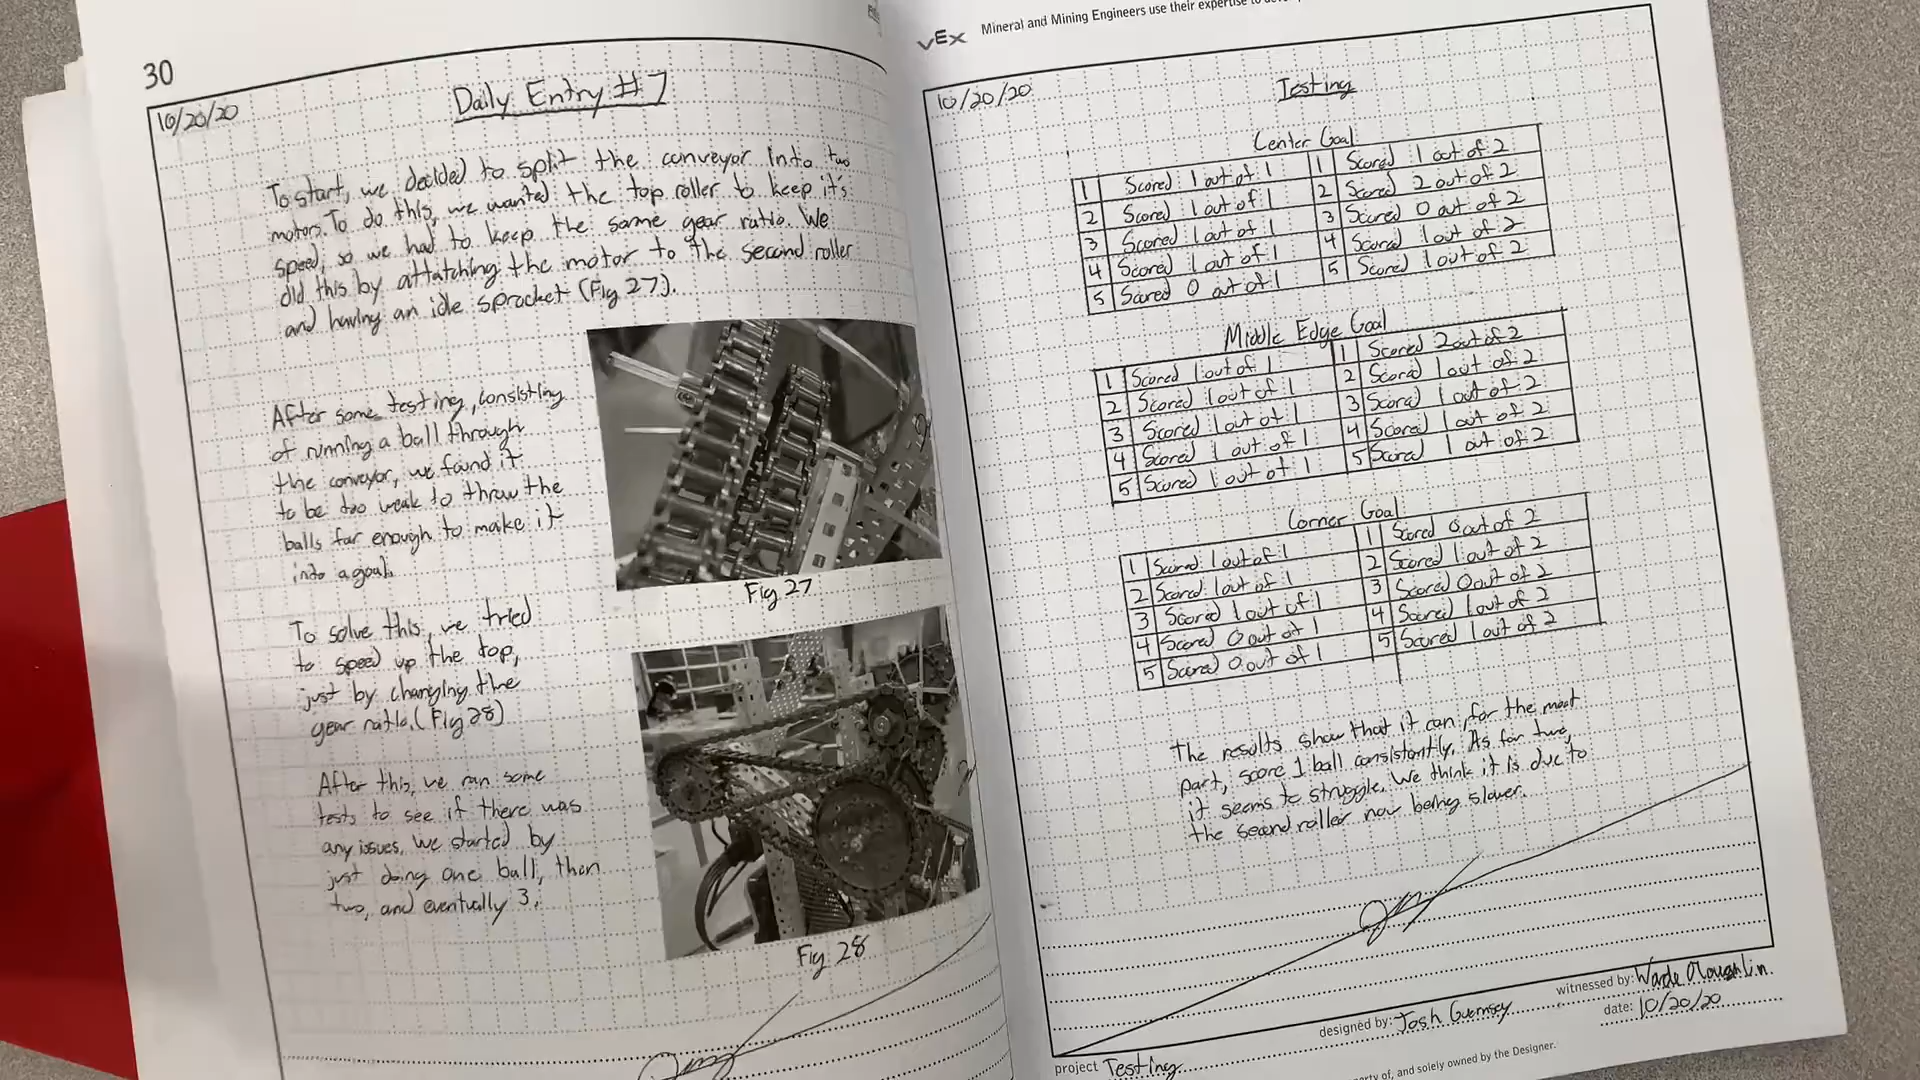 30
10/20/20
Daily Entry #7
To start, we decided to split the conveyor into two
motors. To do this, we wanted the top roller to keep it's
speed, so we had to keep the same gear ratio. We
did this by attatching the motor to the second roller
and having an idle sprocket (Fig 27).
After some testing, consisting
of running a ball through
the conveyor, we found it
to be too weak to throw the
balls far enough to make it
into a goal.
Fig 27
To solve this, we tried
to speed up the top,
just by changing the
gear ratio. (Fig 28)
After this, we ran some
tests to see if there was
any issues. We started by
just doing one ball, then
two, and eventually 3.
Fig 28
VEX
Mineral and Mining Engineers use their expertise to
10/20/20
Testing
Center Goal
1 Scored 1 out of 1 1 Scored 1 out of 2
2 Scored 1 out of 1 2 Scored 2 out of 2
3 Scored 1 out of 1 3 Scored 0 out of 2
4 Scored 1 out of 1 4 Scored 1 out of 2
5 Scored 0 out of 1 5 Scored 1 out of 2
Middle Edge Goal
1 Scored 1 out of 1 1 Scored 2 out of 2
2 Scored 1 out of 1 2 Scored 1 out of 2
3 Scored 1 out of 1 3 Scored 1 out of 2
4 Scored 1 out of 1 4 Scored 1 out of 2
5 Scored 1 out of 1 5 Scored 1 out of 2
Corner Goal
1 Scored 1 out of 1 1 Scored 0 out of 2
2 Scored 1 out of 1 2 Scored 1 out of 2
3 Scored 1 out of 1 3 Scored 0 out of 2
4 Scored 0 out of 1 4 Scored 1 out of 2
5 Scored 0 out of 1 5 Scored 1 out of 2
The results show that it can, for the most
part, score 1 ball consistently. As for two,
it seems to struggle. We think it is due to
the second roller now being slower.
designed by: Josh Guernsey
witnessed by: Wade
date: 10/20/20
project Testing
of, and solely owned by the Designer.